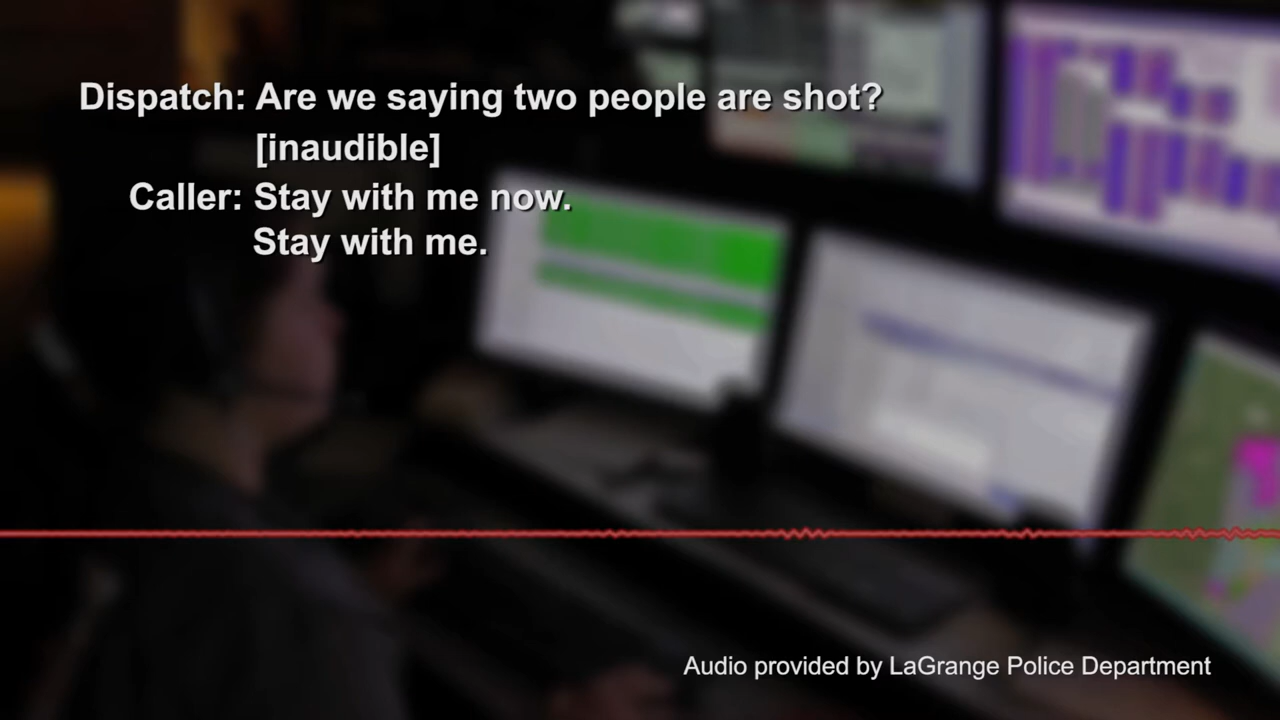 Dispatch: Are we saying two people are shot?
[inaudible]
Caller: Stay with me now.
Stay with me.
Audio provided by LaGrange Police Department